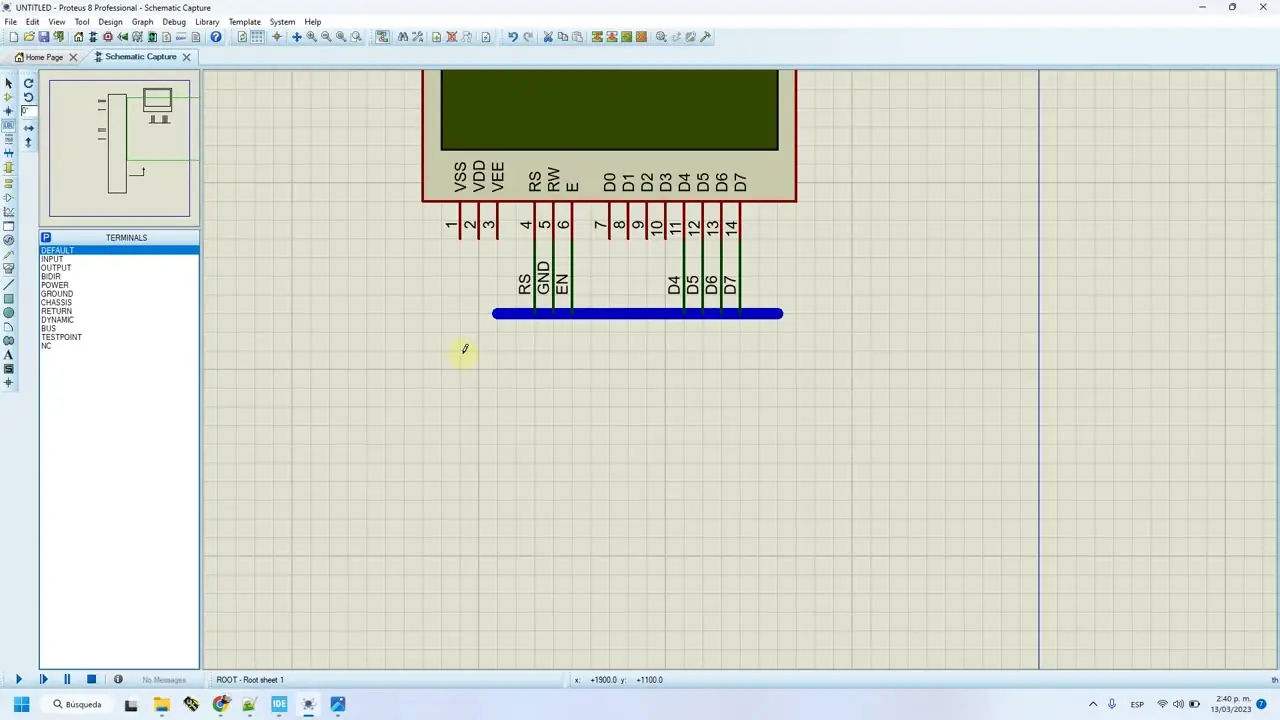 UNTITLED - Proteus 8 Professional - Schematic Capture
File Edit View Tool Design Graph Debug Library Template System Help
Home Page Schematic Capture
VSS VDD VEE RS RW E D0 D1 D2 D3 D4 D5 D6 D7
1 2 3 4 5 6 7 8 9 10 11 12 13 14
RS GND EN D4 D5 D6 D7
P TERMINALS
DEFAULT
INPUT
OUTPUT
BIDIR
POWER
GROUND
CHASSIS
RETURN
DYNAMIC
BUS
TESTPOINT
NC
No Messages ROOT - Root sheet 1 x: +1900.0 y: +1100.0 th
Búsqueda IDE ESP 2:40 p. m.
13/03/2023